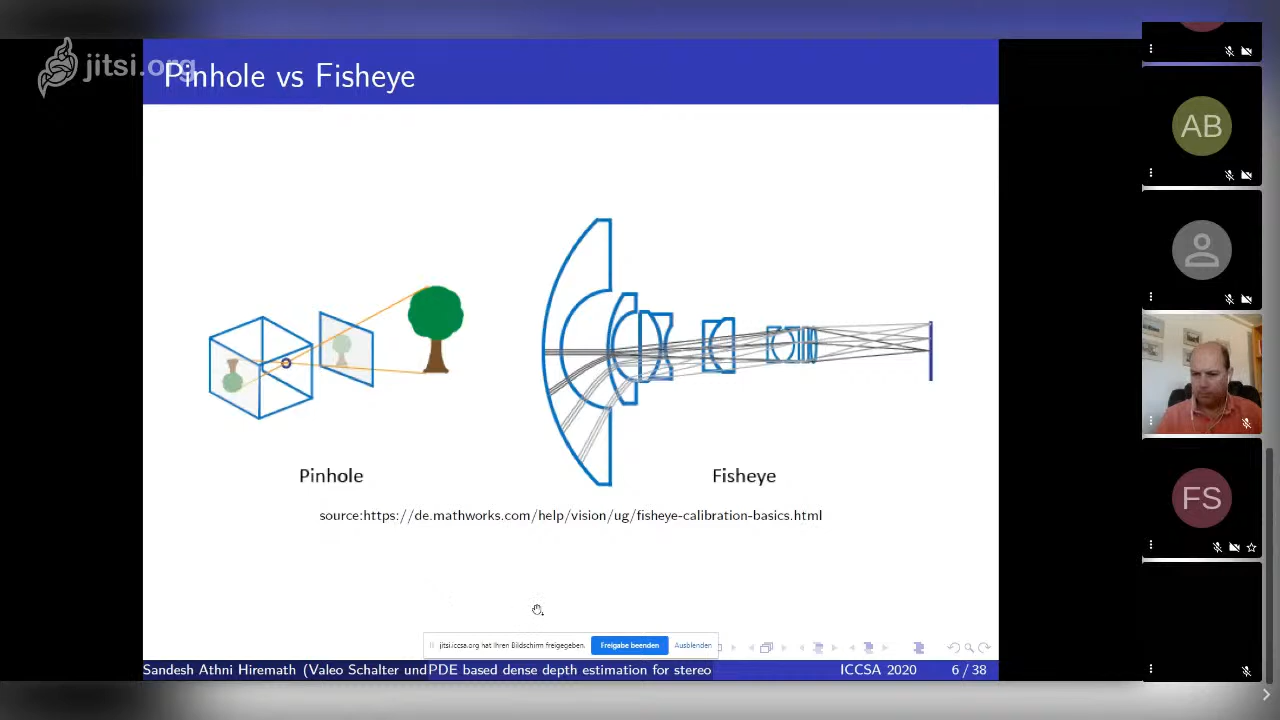 jitsi.org
Pinhole vs Fisheye
Pinhole
Fisheye
source:https://de.mathworks.com/help/vision/ug/fisheye-calibration-basics.html
jitsi.iccsa.org hat Ihren Bildschirm freigegeben.
Freigabe beenden
Ausblenden
Sandesh Athni Hiremath (Valeo Schalter und
PDE based dense depth estimation for stereo
ICCSA 2020
6 / 38
AB
FS